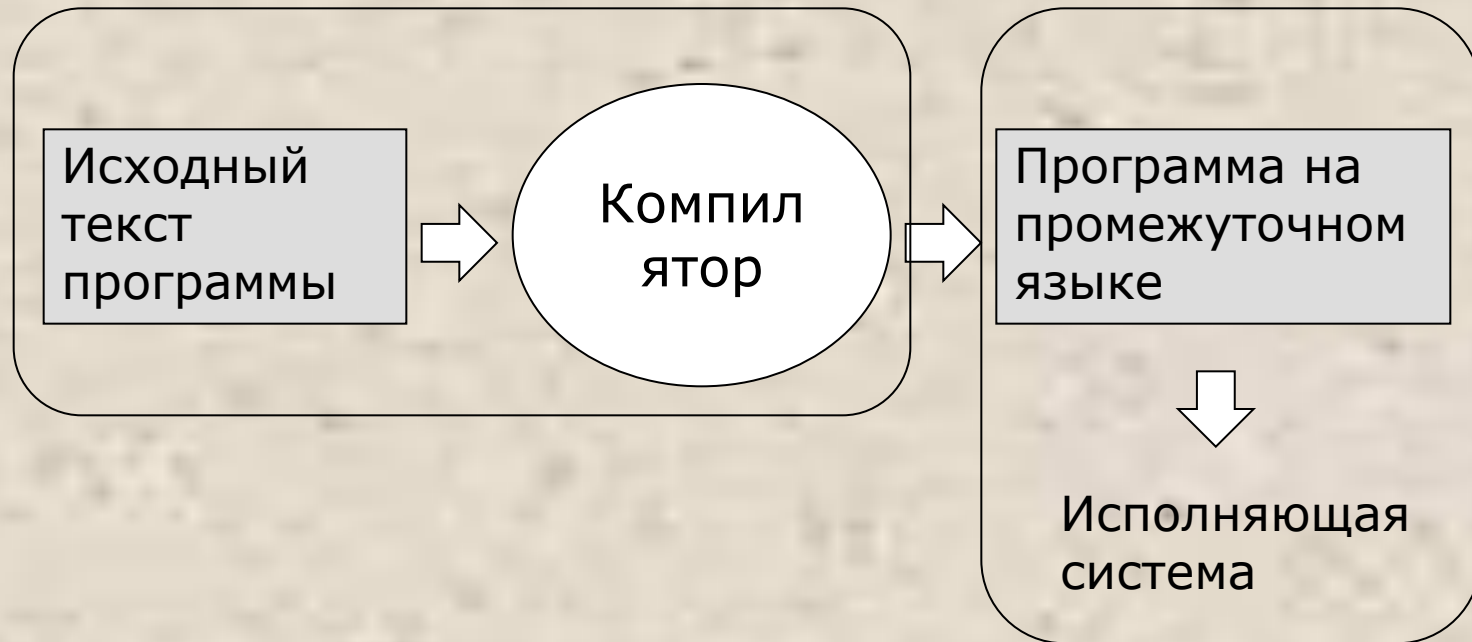 Исходный
текст
программы
Компил
ятор
Программа на
промежуточном
языке
Исполняющая
система